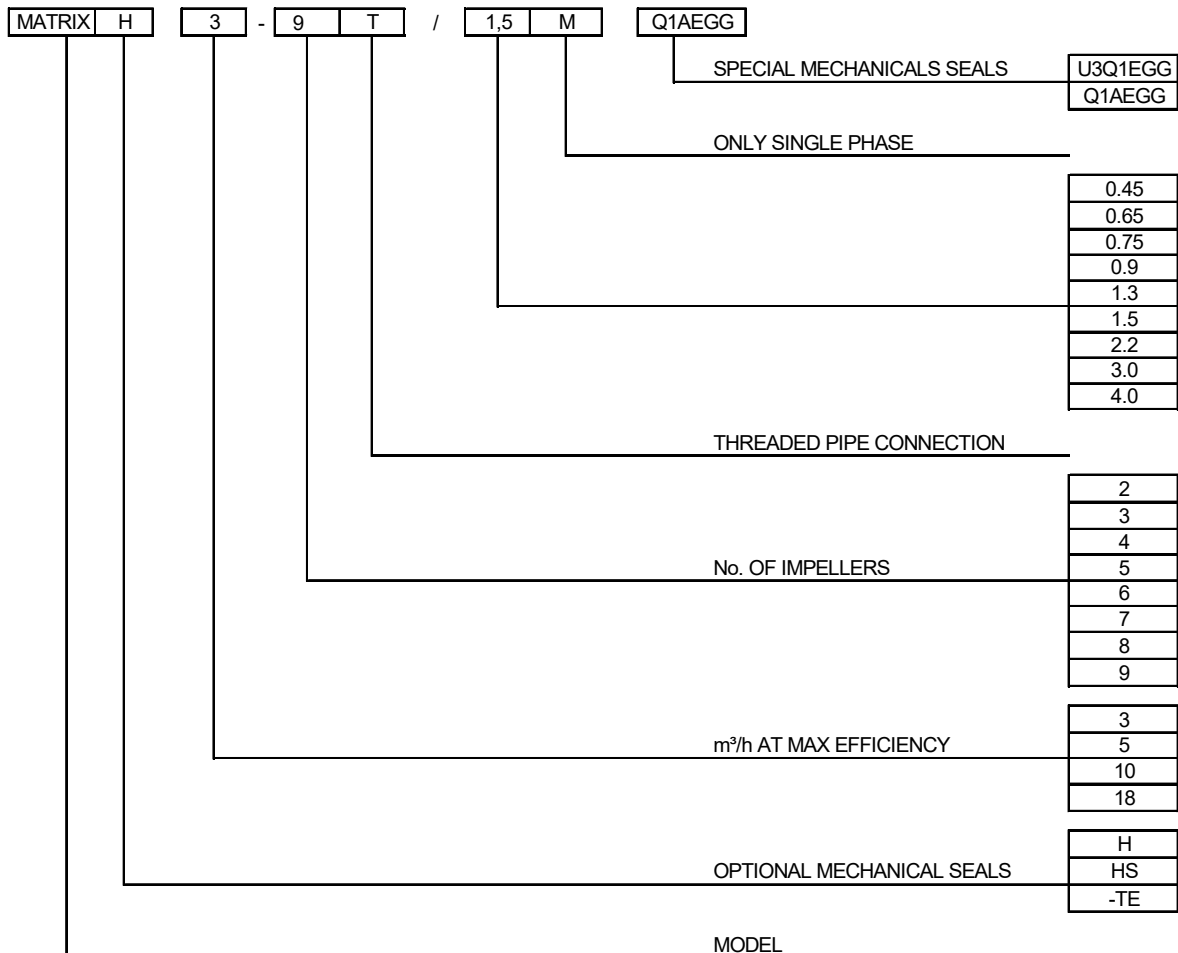 MATRIX H 3 - 9 T / 1,5 M Q1AEGG
SPECIAL MECHANICALS SEALS U3Q1EGG
Q1AEGG
ONLY SINGLE PHASE
0.45
0.65
0.75
0.9
1.3
1.5
2.2
3.0
4.0
THREADED PIPE CONNECTION
2
3
4
No. OF IMPELLERS 5
6
7
8
9
3
m³/h AT MAX EFFICIENCY 5
10
18
H
OPTIONAL MECHANICAL SEALS HS
-TE
MODEL